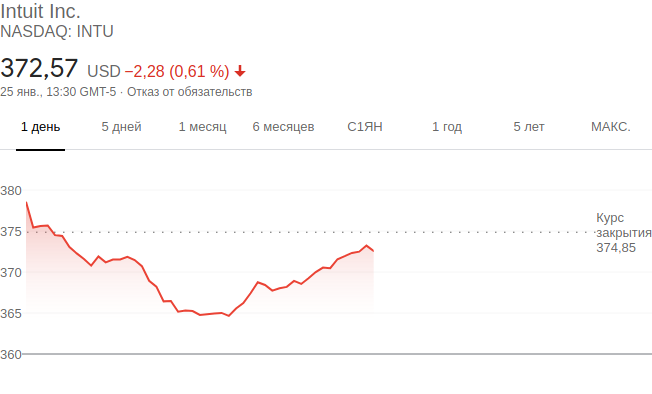 Intuit Inc.
NASDAQ: INTU
372,57 USD −2,28 (0,61 %)
25 янв., 13:30 GMT-5 · Отказ от обязательств
1 день 5 дней 1 месяц 6 месяцев С1ЯН 1 год 5 лет МАКС.
380
375
370
365
360
Курс
закрытия
374,85